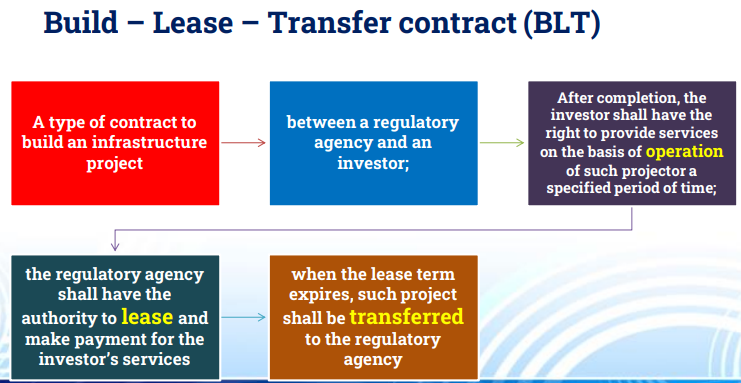 Build – Lease – Transfer contract (BLT)
A type of contract to
build an infrastructure
project
between a regulatory
agency and an
investor;
After completion, the
investor shall have the
right to provide services
on the basis of operation
of such projector a
specified period of time;
the regulatory agency
shall have the
authority to lease and
make payment for the
investor's services
when the lease term
expires, such project
shall be transferred
to the regulatory
agency